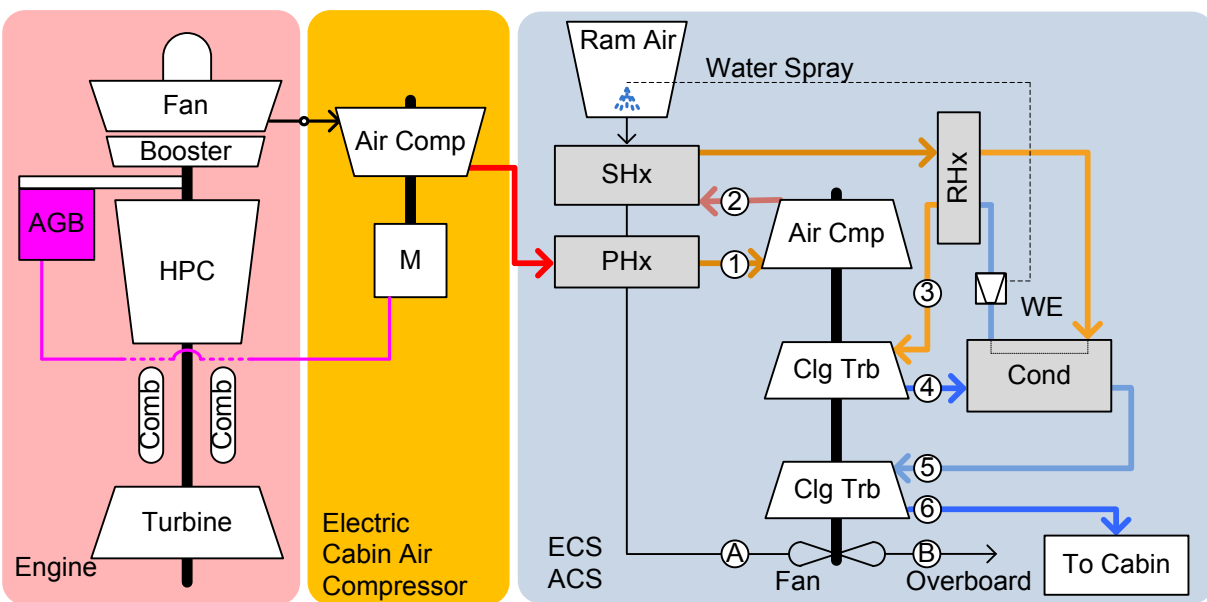 Fan
Booster
AGB
HPC
Comb
Comb
Turbine
Engine
Air Comp
M
Electric
Cabin Air
Compressor
Ram Air
Water Spray
SHx
PHx
RHx
2
1
Air Cmp
3
WE
Clg Trb
4
Cond
5
Clg Trb
6
ECS
ACS
A
Fan
B
Overboard
To Cabin